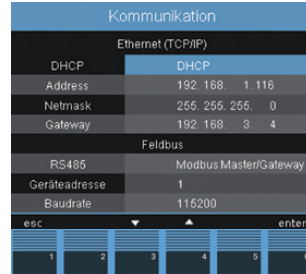 Kommunikation
Ethernet (TCP/IP)
DHCP DHCP
Address 192. 168. 1. 116
Netmask 255. 255. 255. 0
Gateway 192. 168. 3. 4
Feldbus
RS485 Modbus Master/Gateway
Geräteadresse 1
Baudrate 115200
esc ▼ ▲ enter
1 2 3 4 5